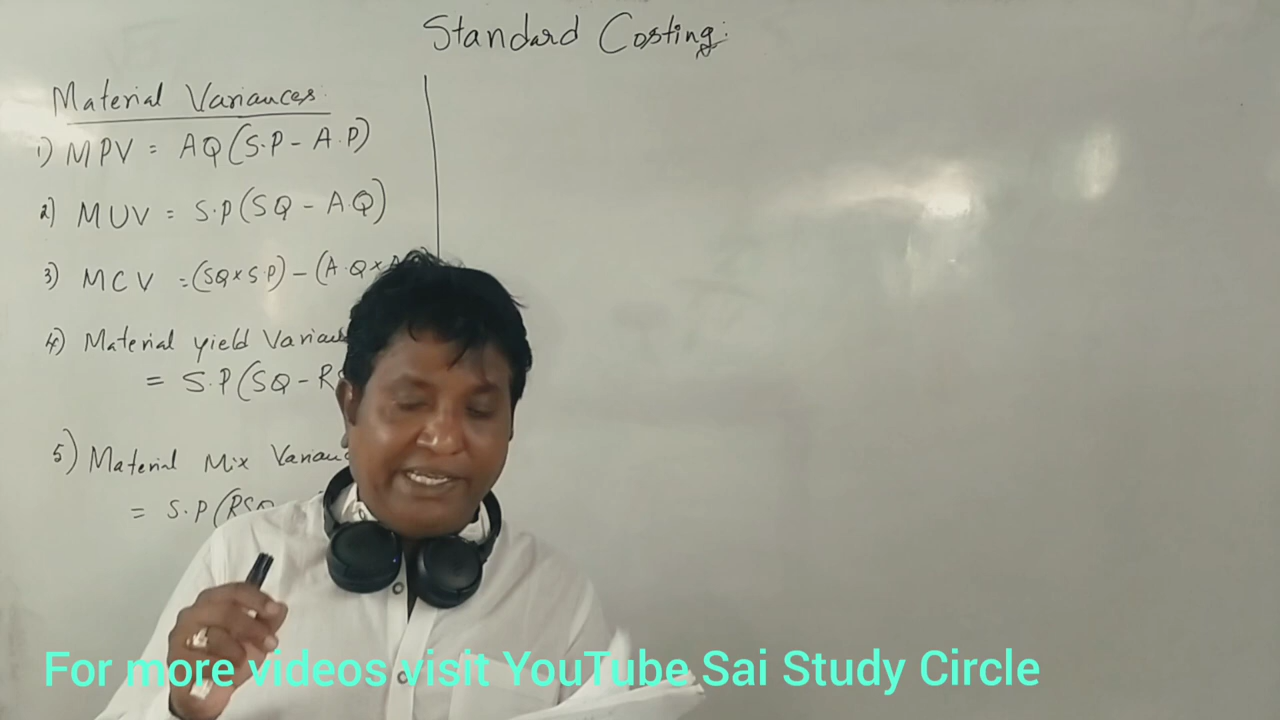 Standard Costing:
Material Variances:
1) MPV = AQ(S.P - A.P)
2) MUV = S.P(SQ - AQ)
3) MCV = (SQ x S.P) - (A.Q x
4) Material yield
= S.P(SQ -
5) Material Mix
= S.P(RSQ
For more videos visit YouTube Sai Study Circle